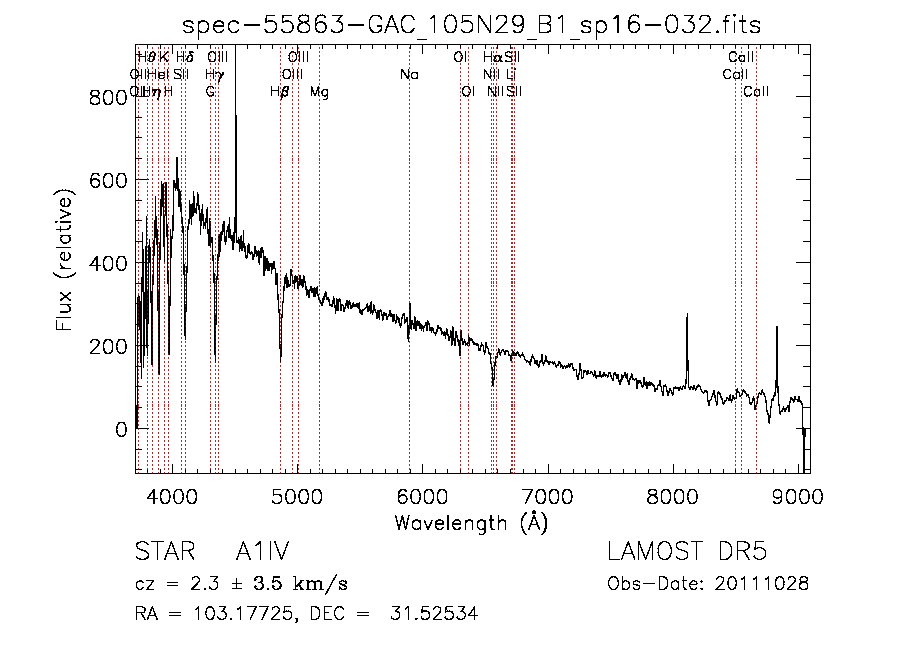 spec-55863-GAC_105N29_B1_sp16-032.fits
Hθ K Hδ OIII OIII OI Hα SII CaII
OII HeI SII Hγ OIII Na NII Li CaII
OII Hη H G Hβ Mg OI NII SII CaII
800
600
400
200
0
Flux (relative)
4000 5000 6000 7000 8000 9000
Wavelength (Å)
STAR A1IV LAMOST DR5
cz = 2.3 ± 3.5 km/s Obs-Date: 20111028
RA = 103.17725, DEC = 31.52534